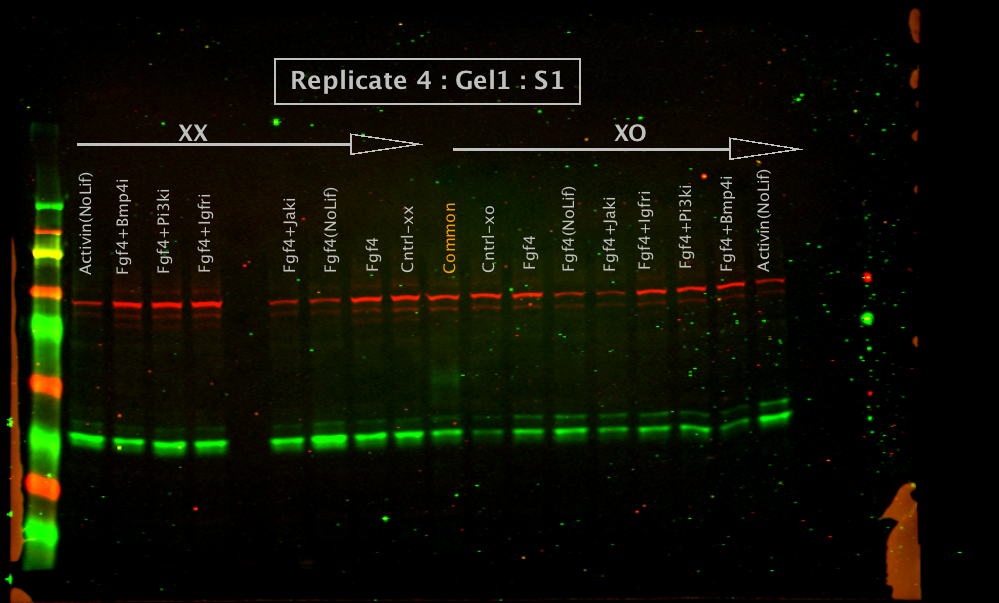 Replicate 4 : Gel1 : S1
XX
XO
Activin(NoLif)
Fgf4+Bmp4i
Fgf4+Pi3ki
Fgf4+Igfri
Fgf4+Jaki
Fgf4(NoLif)
Fgf4
Cntrl-xx
Common
Cntrl-xo
Fgf4
Fgf4(NoLif)
Fgf4+Jaki
Fgf4+Igfri
Fgf4+Pi3ki
Fgf4+Bmp4i
Activin(NoLif)